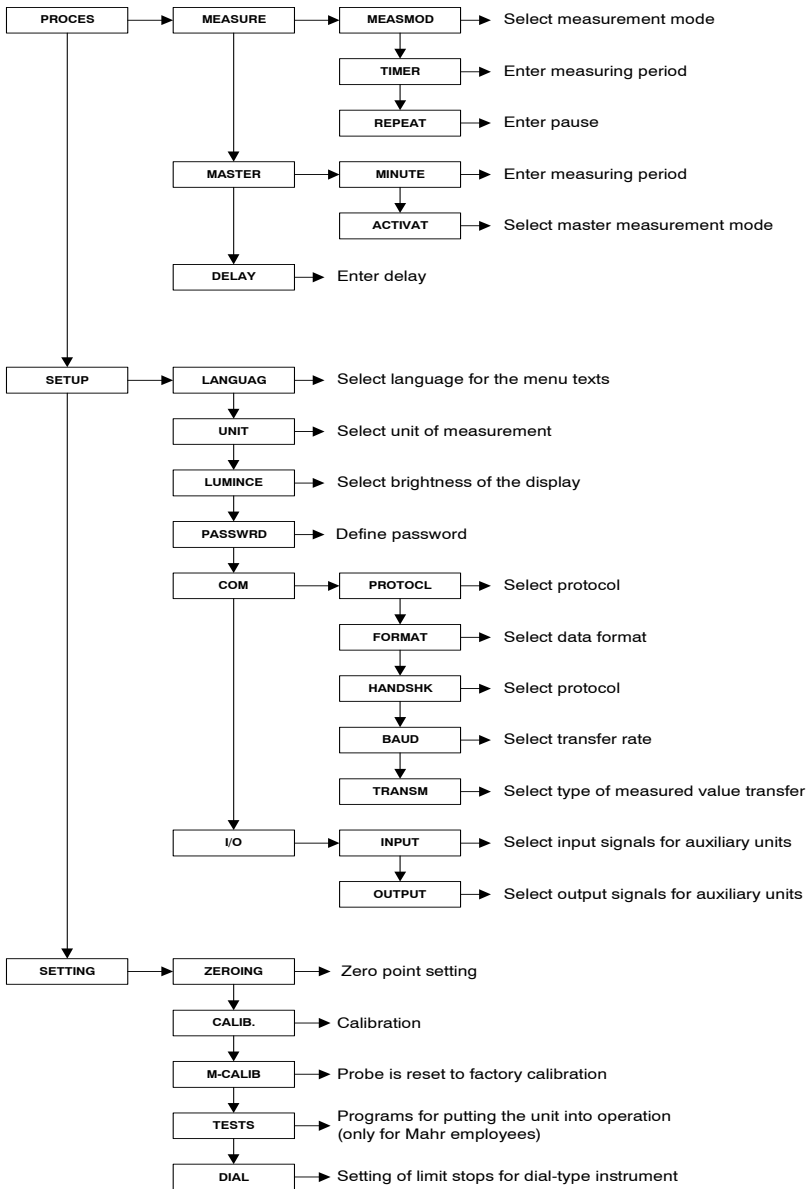 PROCES MEASURE MEASMOD Select measurement mode
TIMER Enter measuring period
REPEAT Enter pause
MASTER MINUTE Enter measuring period
ACTIVAT Select master measurement mode
DELAY Enter delay
SETUP LANGUAG Select language for the menu texts
UNIT Select unit of measurement
LUMINCE Select brightness of the display
PASSWRD Define password
COM PROTOCL Select protocol
FORMAT Select data format
HANDSHK Select protocol
BAUD Select transfer rate
TRANSM Select type of measured value transfer
I/O INPUT Select input signals for auxiliary units
OUTPUT Select output signals for auxiliary units
SETTING ZEROING Zero point setting
CALIB. Calibration
M-CALIB Probe is reset to factory calibration
TESTS Programs for putting the unit into operation
(only for Mahr employees)
DIAL Setting of limit stops for dial-type instrument